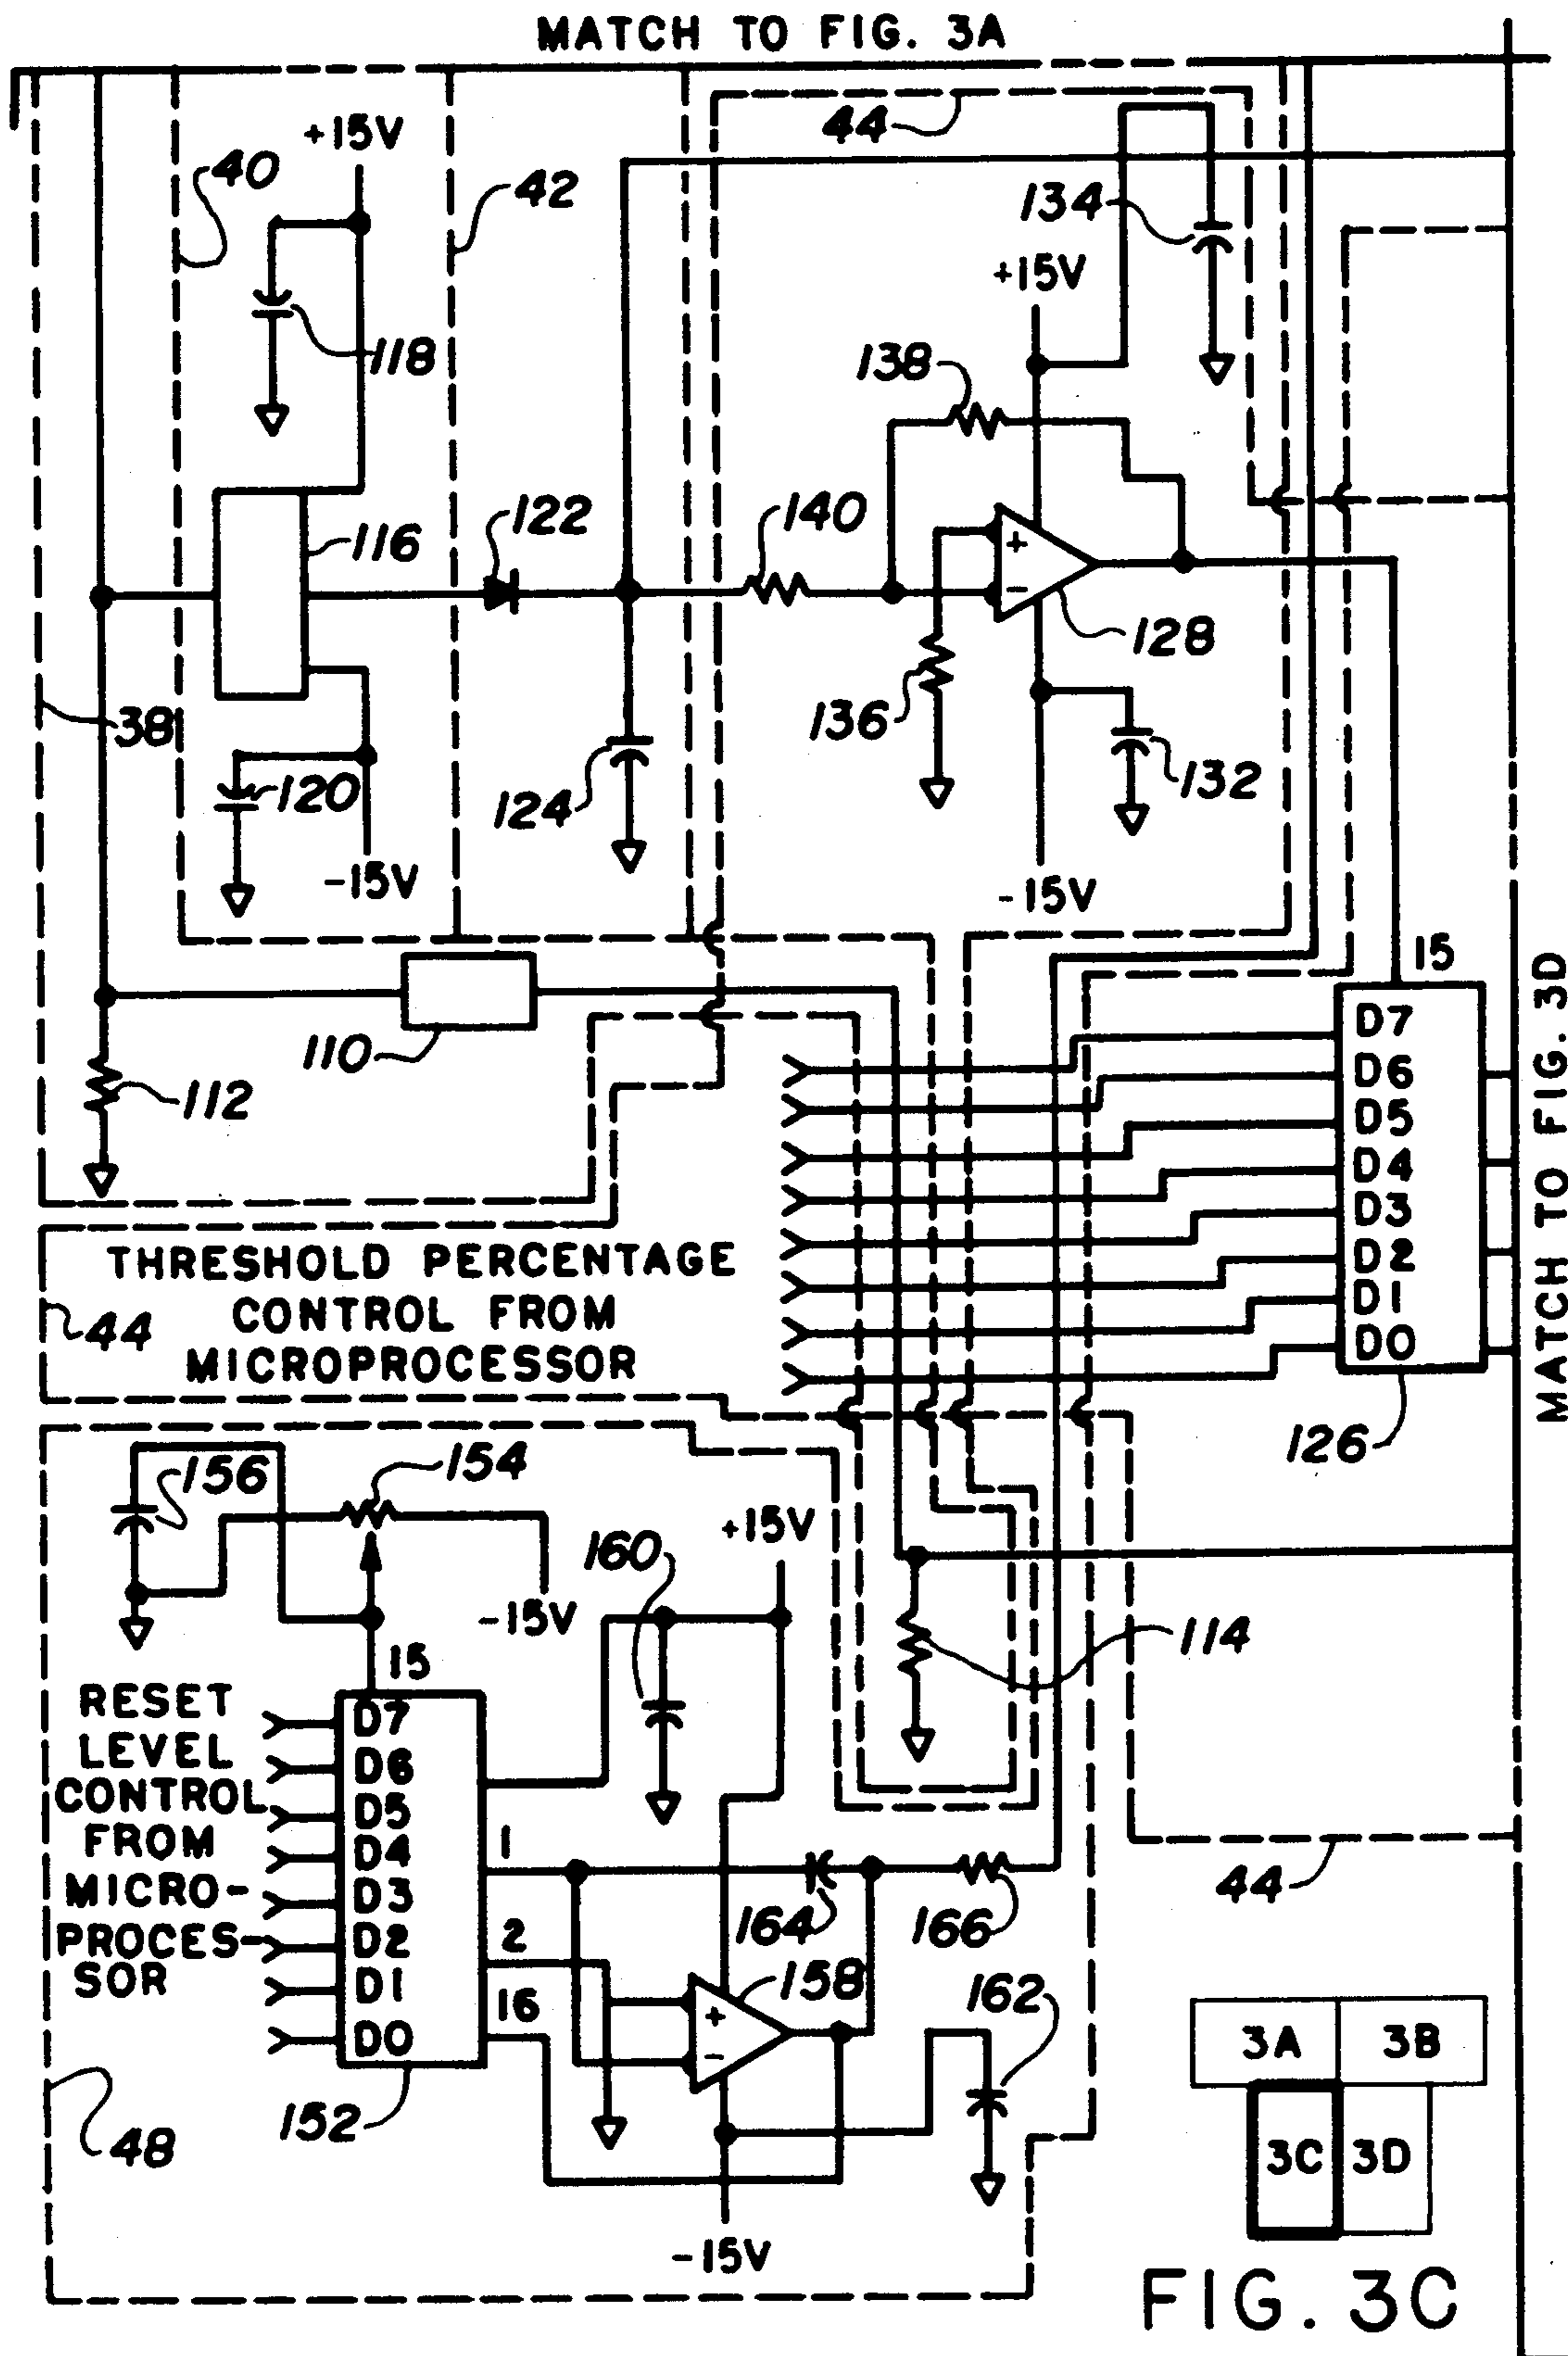 MATCH TO FIG. 3A
44
+15V
40
42
134
+15V
118
138
122
140
116
+
-
128
38
136
120
124
132
-15V
-15V
15
110
112
D7
D6
D5
D4
D3
D2
D1
D0
MATCH TO FIG. 3D
THRESHOLD PERCENTAGE
CONTROL FROM
MICROPROCESSOR
44
126
156
154
+15V
160
-15V
114
15
RESET
LEVEL
CONTROL
FROM
MICRO-
PROCES-
SOR
D7
D6
D5
D4
D3
D2
D1
D0
1
2
16
164
166
44
158
162
+
-
152
48
-15V
3A
3B
3C
3D
FIG. 3C